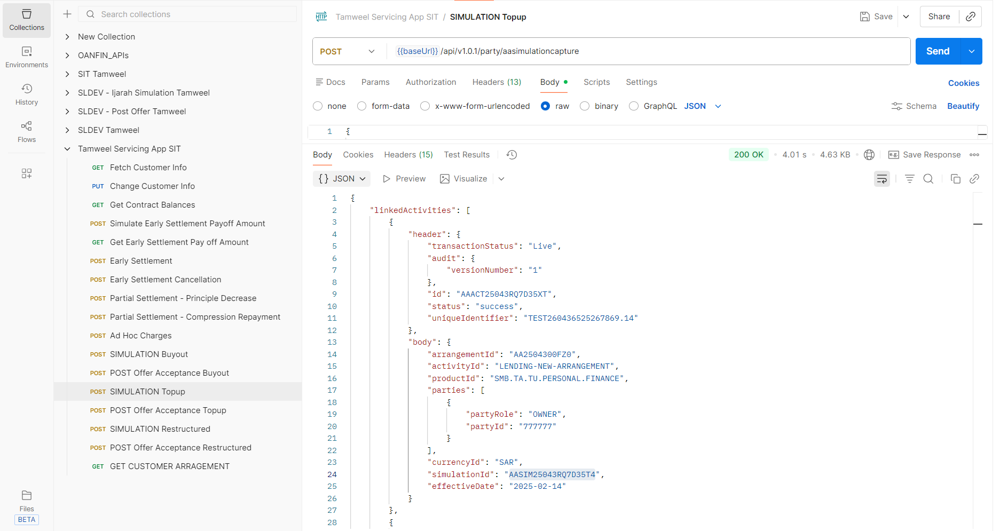 Collections
Environments
History
Flows
Files
BETA
Search collections
New Collection
OANFIN_APIs
SIT Tamweel
SLDEV - Ijarah Simulation Tamweel
SLDEV - Post Offer Tamweel
SLDEV Tamweel
Tamweel Servicing App SIT
GET Fetch Customer Info
PUT Change Customer Info
GET Get Contract Balances
POST Simulate Early Settlement Payoff Amount
GET Get Early Settlement Pay off Amount
POST Early Settlement
POST Early Settlement Cancellation
POST Partial Settlement - Principle Decrease
POST Partial Settlement - Compression Repayment
POST Ad Hoc Charges
POST SIMULATION Buyout
POST POST Offer Acceptance Buyout
POST SIMULATION Topup
POST POST Offer Acceptance Topup
POST SIMULATION Restructured
POST POST Offer Acceptance Restructured
GET GET CUSTOMER ARRAGEMENT
HTTP Tamweel Servicing App SIT / SIMULATION Topup Save Share
POST {{baseUrl}} /api/v1.0.1/party/aasimulationcapture Send
Docs Params Authorization Headers (13) Body Scripts Settings Cookies
none form-data x-www-form-urlencoded raw binary GraphQL JSON Schema Beautify
1 {
Body Cookies Headers (15) Test Results 200 OK 4.01 s 4.63 KB e.g. Save Response
{} JSON Preview Visualize
1 {
2 "linkedActivities": [
3 {
4 "header": {
5 "transactionStatus": "Live",
6 "audit": {
7 "versionNumber": "1"
8 },
9 "id": "AAACT25043RQ7D35XT",
10 "status": "success",
11 "uniqueIdentifier": "TEST260436525267869.14"
12 },
13 "body": {
14 "arrangementId": "AA2504300FZ0",
15 "activityId": "LENDING-NEW-ARRANGEMENT",
16 "productId": "SMB.TA.TU.PERSONAL.FINANCE",
17 "parties": [
18 {
19 "partyRole": "OWNER",
20 "partyId": "777777"
21 }
22 ],
23 "currencyId": "SAR",
24 "simulationId": "AASIM25043RQ7D35T4",
25 "effectiveDate": "2025-02-14"
26 }
27 },
28 {